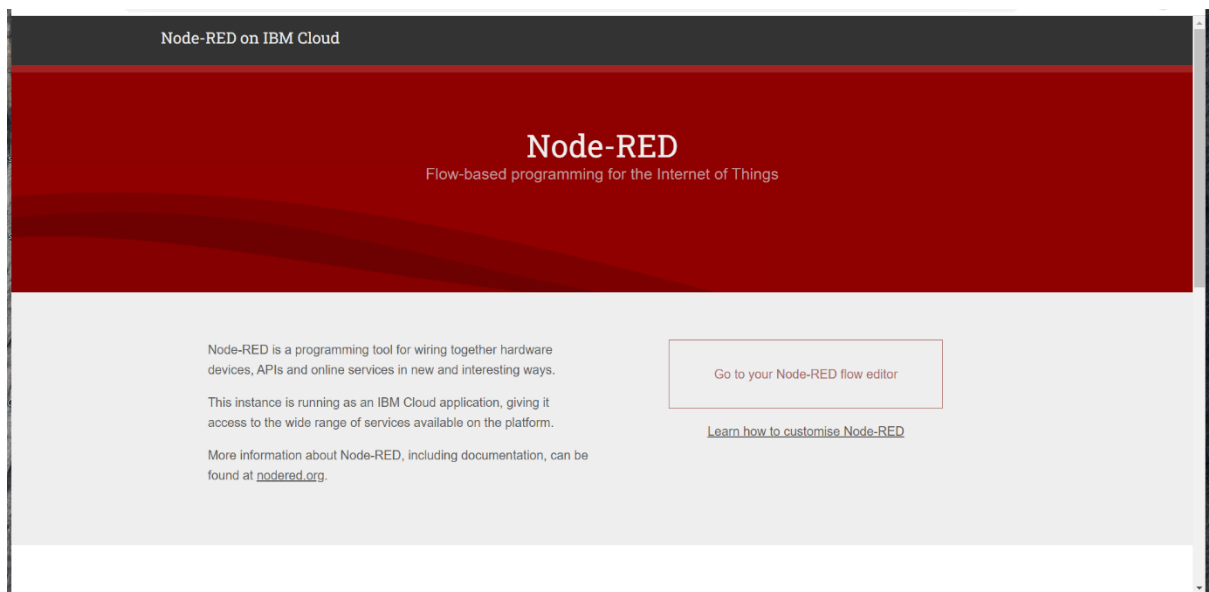 Node-RED on IBM Cloud
Node-RED
Flow-based programming for the Internet of Things
Node-RED is a programming tool for wiring together hardware
devices, APIs and online services in new and interesting ways.
This instance is running as an IBM Cloud application, giving it
access to the wide range of services available on the platform.
More information about Node-RED, including documentation, can be
found at nodered.org.
Go to your Node-RED flow editor
Learn how to customise Node-RED